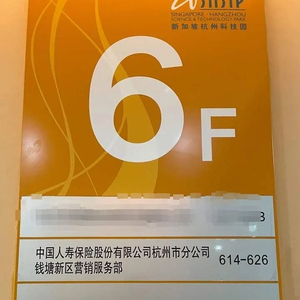 SINGAPORE - HANGZHOU
SCIENCE & TECHNOLOGY PARK
新加坡杭州科技园
6F
中国人寿保险股份有限公司杭州市分公司
钱塘新区营销服务部 614-626